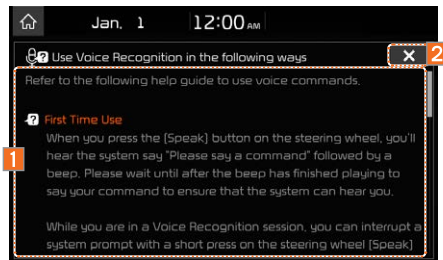 Jan. 1 12:00 AM
Use Voice Recognition in the following ways
2
Refer to the following help guide to use voice commands.
First Time Use
When you press the [Speak] button on the steering wheel, you'll
hear the system say "Please say a command" followed by a
beep. Please wait until after the beep has finished playing to
say your command to ensure that the system can hear you.
1
While you are in a Voice Recognition session, you can interrupt a
system prompt with a short press on the steering wheel [Speak]